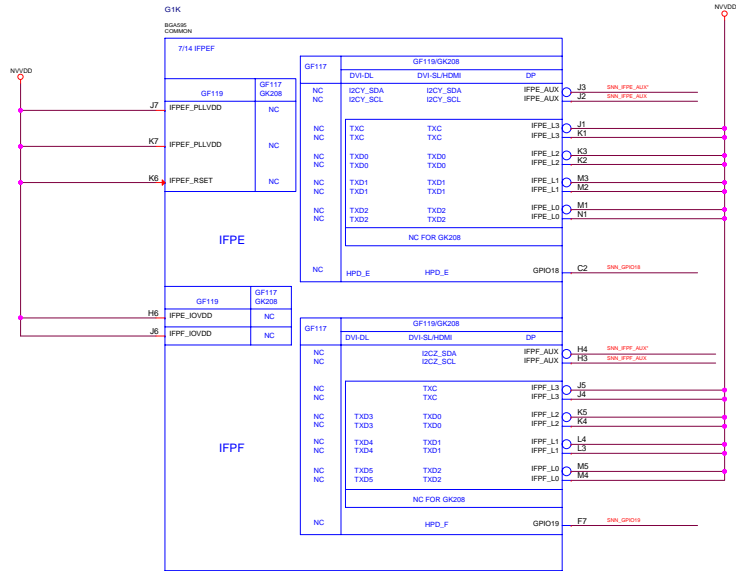 G1K
BGA595
COMMON
7/14 IFPEF
NVVDD
NVVDD
GF119
GF117
GK208
J7 IFPEF_PLLVDD NC
K7 IFPEF_PLLVDD NC
K6 IFPEF_RSET NC
IFPE
GF117
GF119/GK208
DVI-DL DVI-SL/HDMI DP
NC I2CY_SDA I2CY_SDA IFPE_AUX J3 SNN_IFPE_AUX*
NC I2CY_SCL I2CY_SCL IFPE_AUX J2 SNN_IFPE_AUX
NC TXC TXC IFPE_L3 J1
NC TXC TXC IFPE_L3 K1
NC TXD0 TXD0 IFPE_L2 K3
NC TXD0 TXD0 IFPE_L2 K2
NC TXD1 TXD1 IFPE_L1 M3
NC TXD1 TXD1 IFPE_L1 M2
NC TXD2 TXD2 IFPE_L0 M1
NC TXD2 TXD2 IFPE_L0 N1
NC FOR GK208
NC HPD_E HPD_E GPIO18 C2 SNN_GPIO18
GF119
GF117
GK208
H6 IFPE_IOVDD NC
J6 IFPF_IOVDD NC
IFPF
GF117
GF119/GK208
DVI-DL DVI-SL/HDMI DP
NC I2CZ_SDA IFPF_AUX H4 SNN_IFPF_AUX*
NC I2CZ_SCL IFPF_AUX H3 SNN_IFPF_AUX
NC TXC IFPF_L3 J5
NC TXC IFPF_L3 J4
NC TXD3 TXD0 IFPF_L2 K5
NC TXD3 TXD0 IFPF_L2 K4
NC TXD4 TXD1 IFPF_L1 L4
NC TXD4 TXD1 IFPF_L1 L3
NC TXD5 TXD2 IFPF_L0 M5
NC TXD5 TXD2 IFPF_L0 M4
NC FOR GK208
NC HPD_F GPIO19 F7 SNN_GPIO19